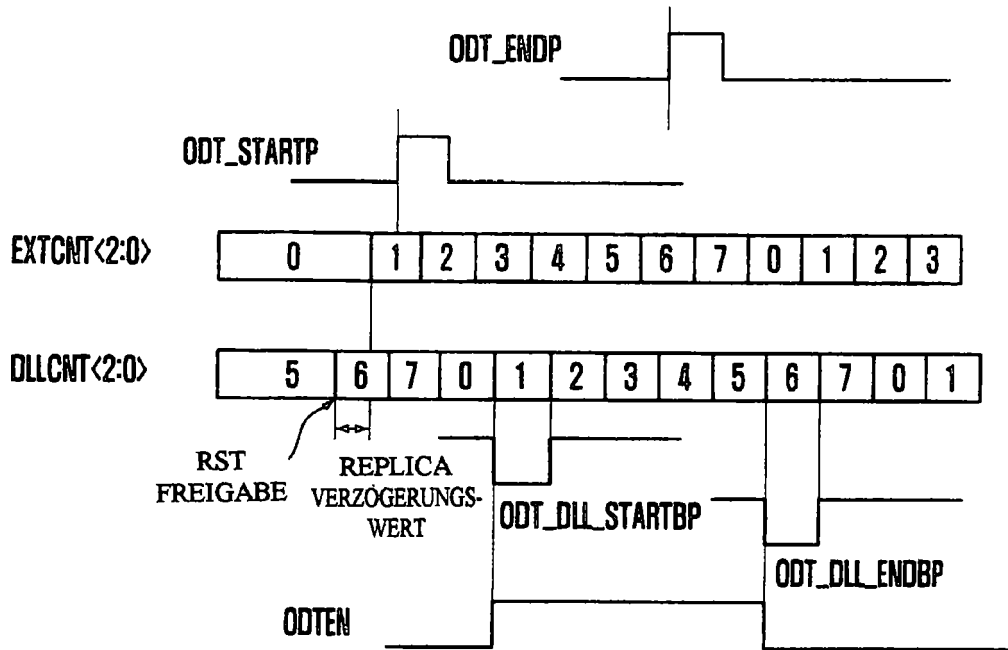 ODT_ENDP
ODT_STARTP
EXTCNT<2:0> 0 1 2 3 4 5 6 7 0 1 2 3
DLLCNT<2:0> 5 6 7 0 1 2 3 4 5 6 7 0 1
RST
FREIGABE
REPLICA
VERZÖGERUNGS-
WERT
ODT_DLL_STARTBP
ODT_DLL_ENDBP
ODTEN